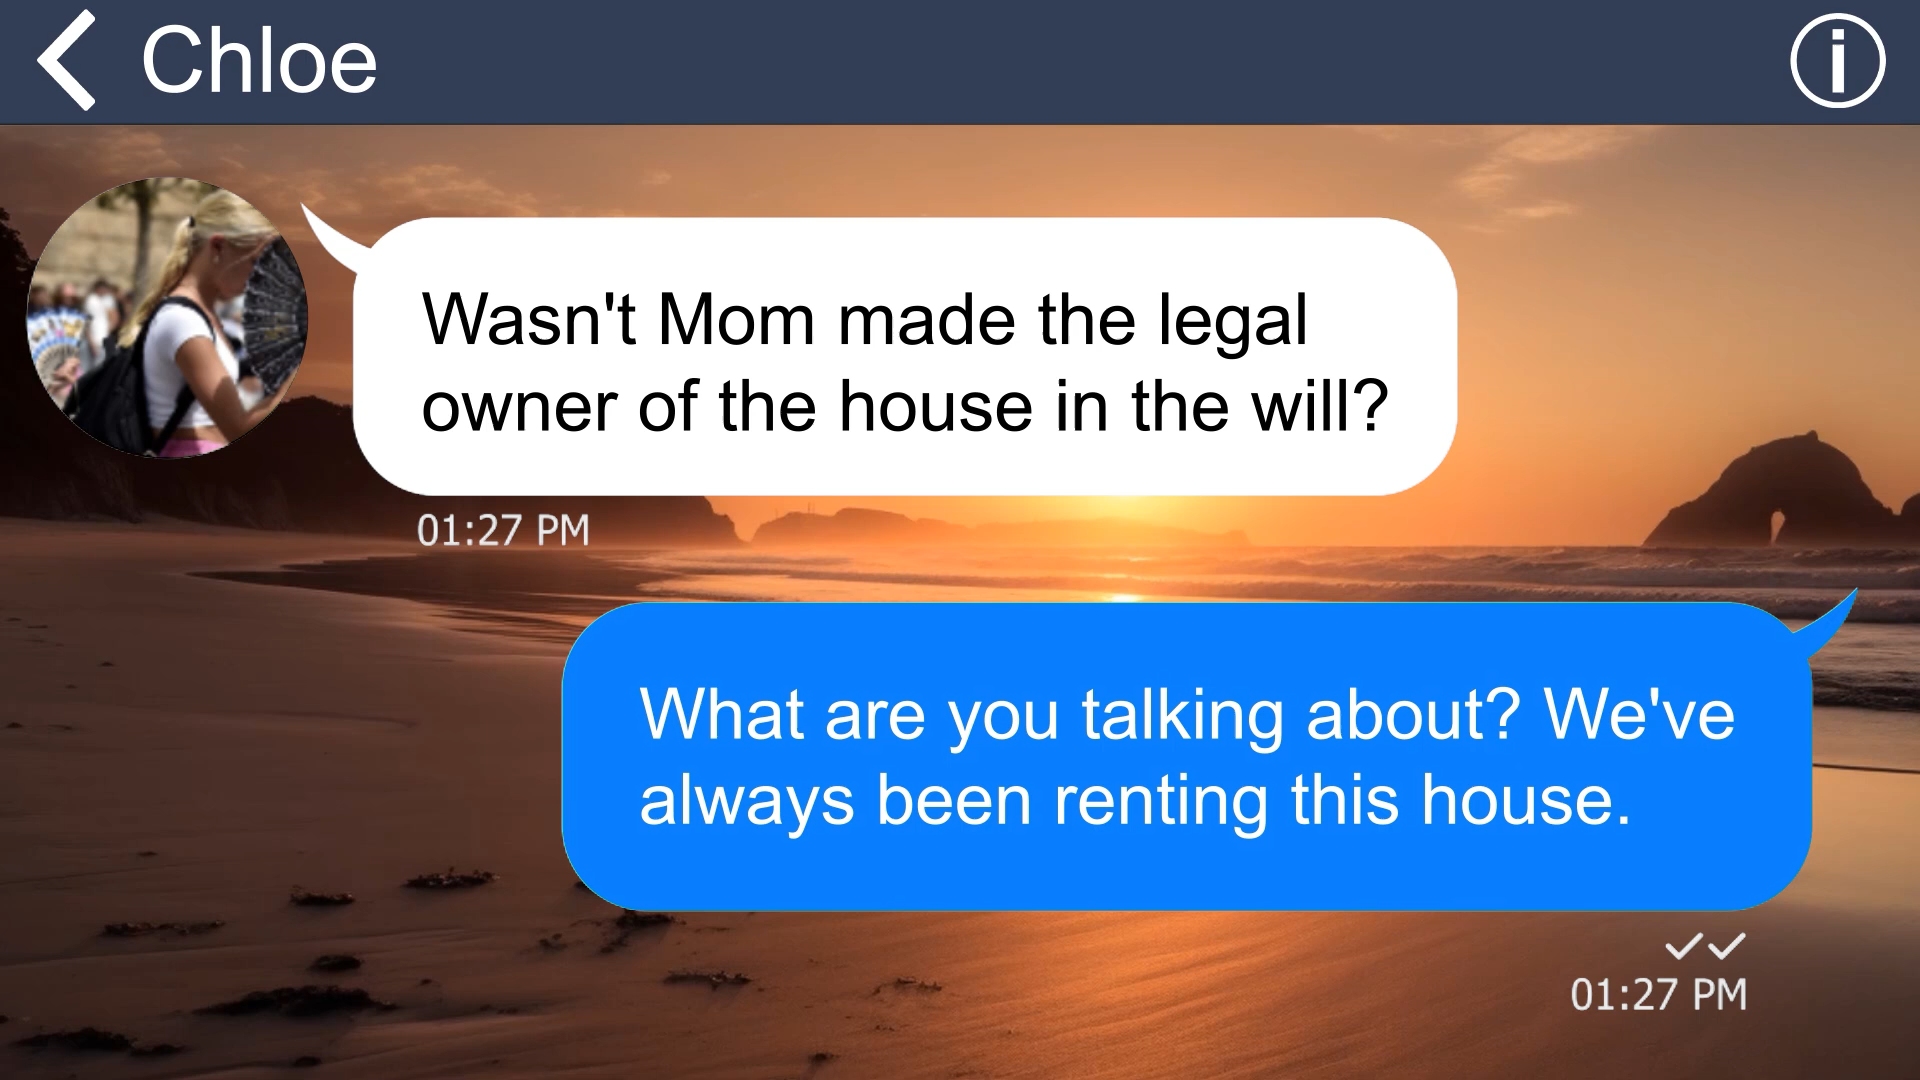 Chloe
Wasn't Mom made the legal
owner of the house in the will?
01:27 PM
What are you talking about? We've
always been renting this house.
01:27 PM